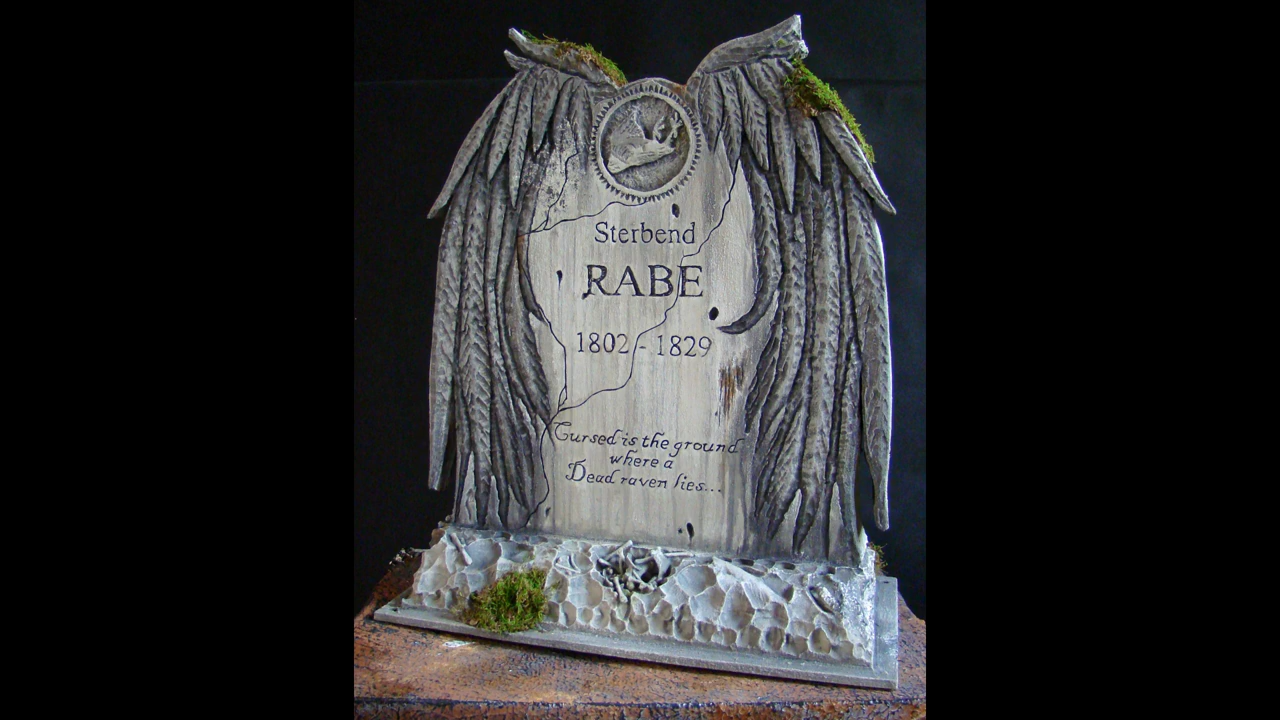 Sterbend
RABE
1802 - 1829
Cursed is the ground
where a
Dead raven lies...